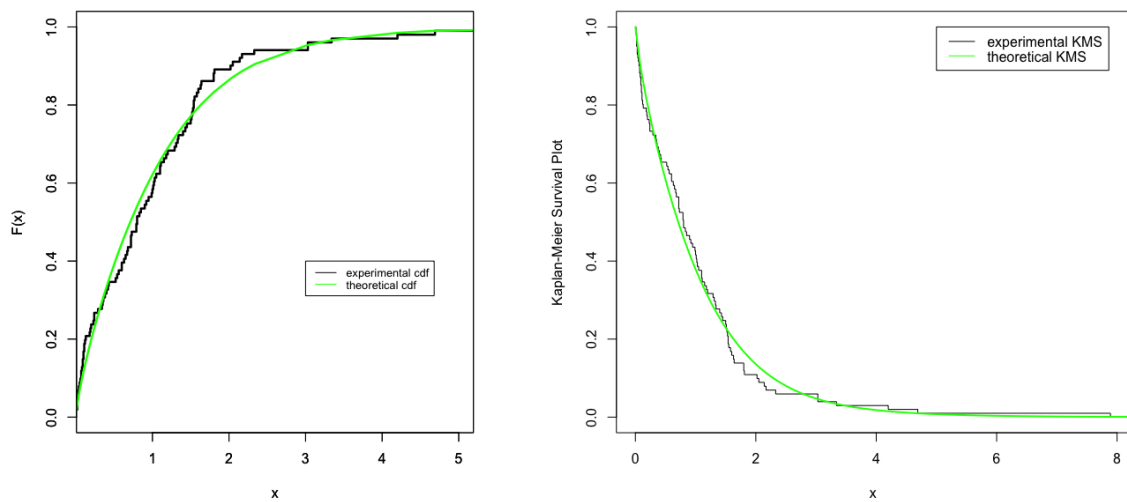 F(x)
1.0
0.8
0.6
0.4
0.2
0.0
experimental cdf
theoretical cdf
1 2 3 4 5
x
Kaplan-Meier Survival Plot
1.0
0.8
0.6
0.4
0.2
0.0
experimental KMS
theoretical KMS
0 2 4 6 8
x